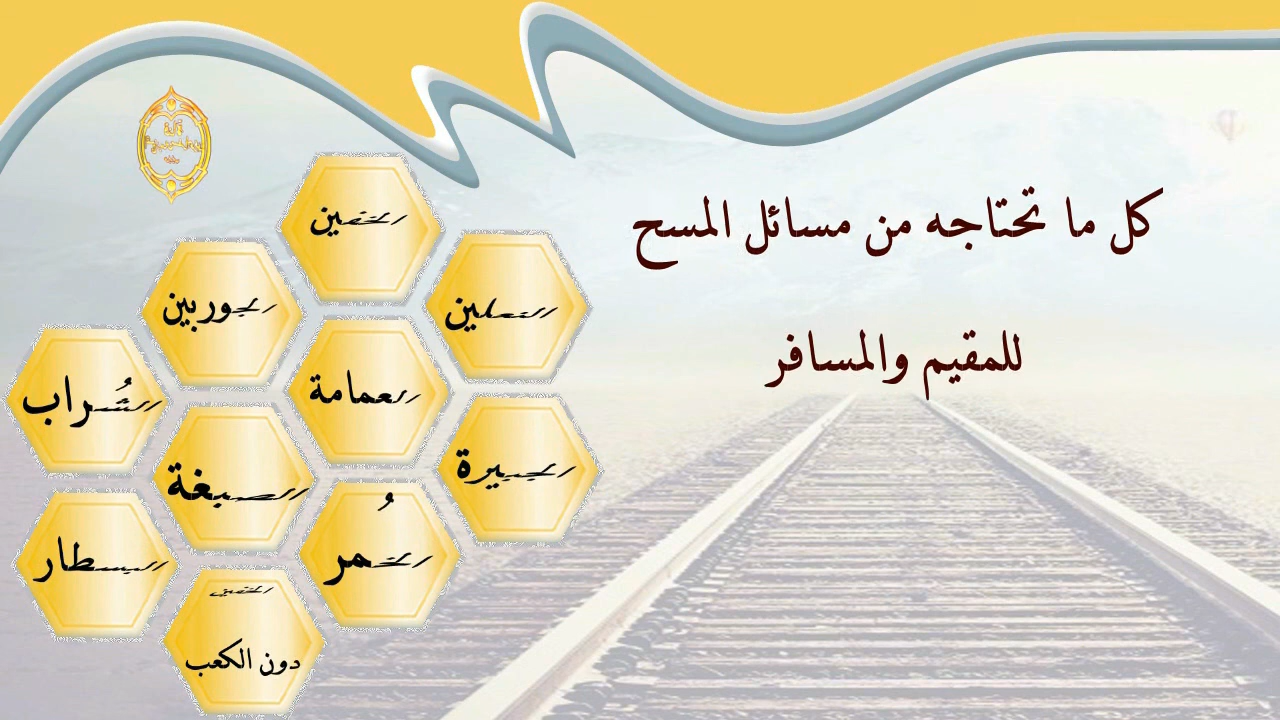 كل ما تحتاجه من مسائل المسح
للمقيم والمسافر
الخفين
النعلين
الجوربين
العمامة
الشُراب
الجبيرة
الصبغة
الخُمر
البسطار
الخفين
دون الكعب